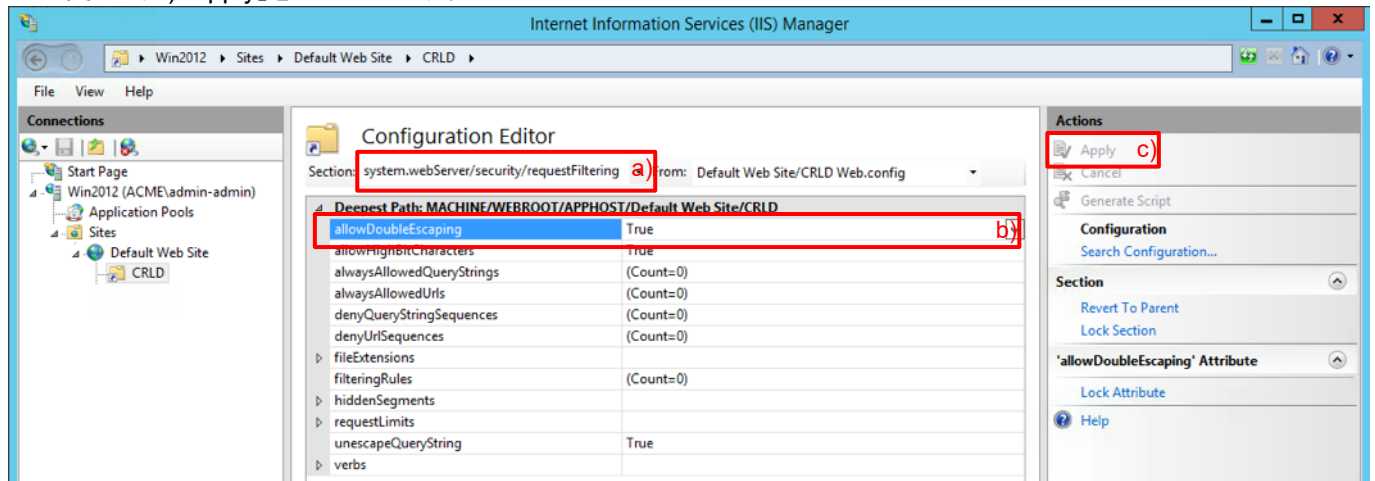 Internet Information Services (IIS) Manager
Win2012 Sites Default Web Site CRLD
File View Help
Connections
Start Page
Win2012 (ACME\admin-admin)
Application Pools
Sites
Default Web Site
CRLD
Configuration Editor
Section: system.webServer/security/requestFiltering a) From: Default Web Site/CRLD Web.config
Deepest Path: MACHINE/WEBROOT/APPHOST/Default Web Site/CRLD
allowDoubleEscaping True b)
allowHighBitCharacters True
alwaysAllowedQueryStrings (Count=0)
alwaysAllowedUrls (Count=0)
denyQueryStringSequences (Count=0)
denyUrlSequences (Count=0)
fileExtensions
filteringRules (Count=0)
hiddenSegments
requestLimits
unescapeQueryString True
verbs
Actions
Apply c)
Cancel
Generate Script
Configuration
Search Configuration...
Section
Revert To Parent
Lock Section
'allowDoubleEscaping' Attribute
Lock Attribute
Help